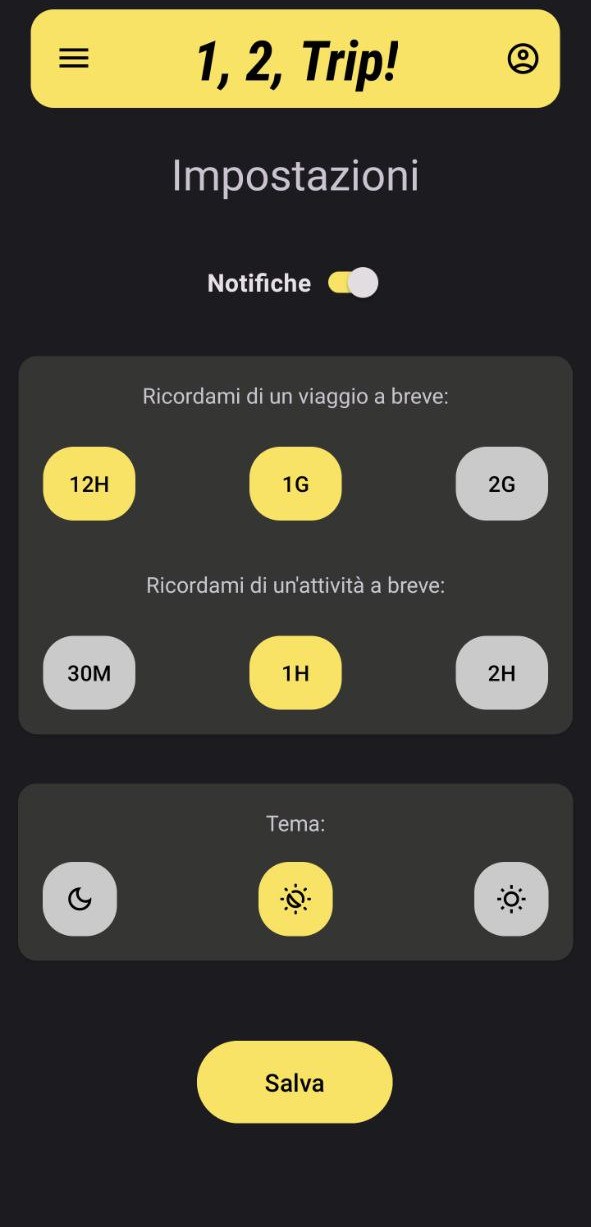 1, 2, Trip!
Impostazioni
Notifiche
Ricordami di un viaggio a breve:
12H 1G 2G
Ricordami di un'attività a breve:
30M 1H 2H
Tema:
Salva